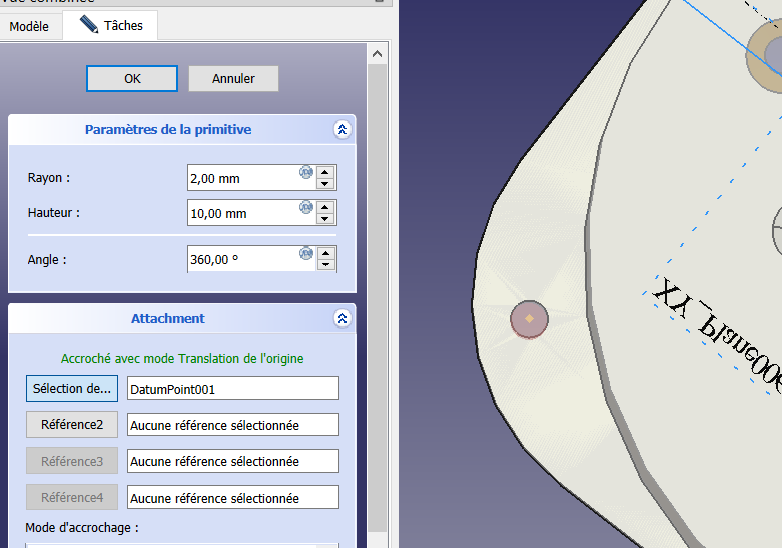 Modèle
Tâches
OK
Annuler
Paramètres de la primitive
Rayon :
2,00 mm
Hauteur :
10,00 mm
Angle :
360,00 º
Attachment
Accroché avec mode Translation de l'origine
Sélection de...
DatumPoint001
Référence2
Aucune référence sélectionnée
Référence3
Aucune référence sélectionnée
Référence4
Aucune référence sélectionnée
Mode d'accrochage :